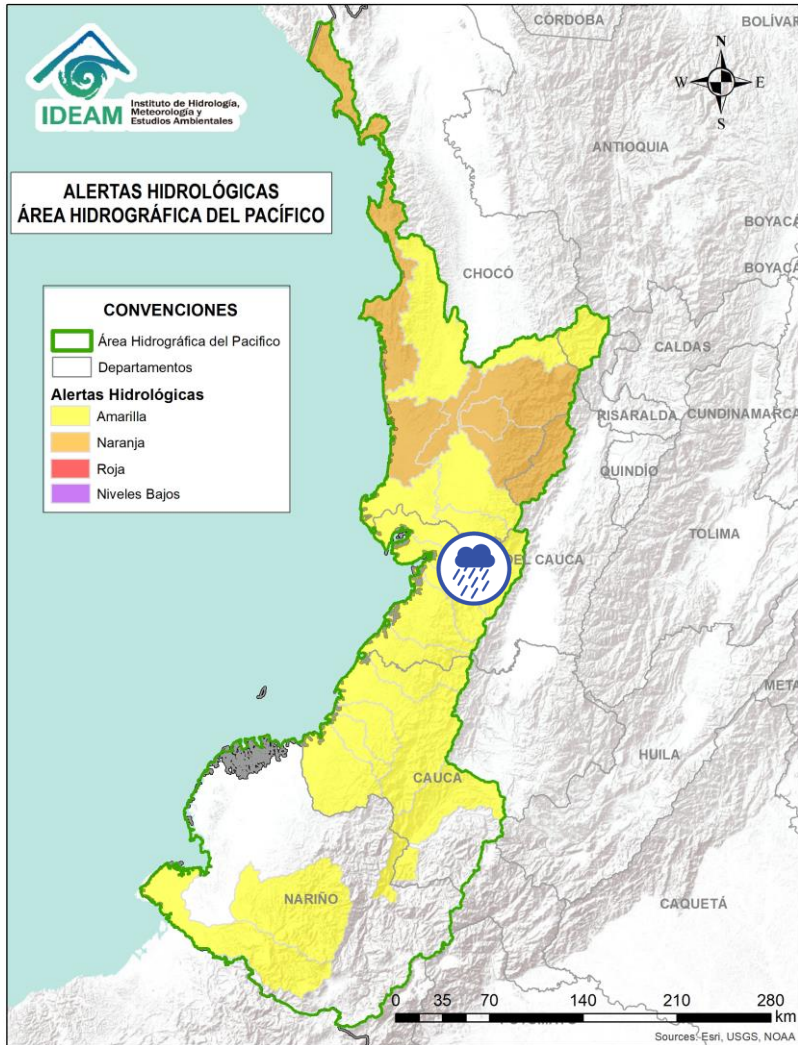 CÓRDOBA
BOLÍVAR
N
W
E
S
IDEAM
Instituto de Hidrología,
Meteorología y
Estudios Ambientales
ANTIOQUIA
ALERTAS HIDROLÓGICAS
ÁREA HIDROGRÁFICA DEL PACÍFICO
BOYACÁ
BOYACÁ
CHOCÓ
CONVENCIONES
Área Hidrográfica del Pacifico
Departamentos
Alertas Hidrológicas
Amarilla
Naranja
Roja
Niveles Bajos
CALDAS
RISARALDA
CUNDINAMARCA
QUINDÍO
TOLIMA
DEL CAUCA
META
HUILA
CAUCA
NARIÑO
CAQUETÁ
0 35 70 140 210 280
km
Sources: Esri, USGS, NOAA